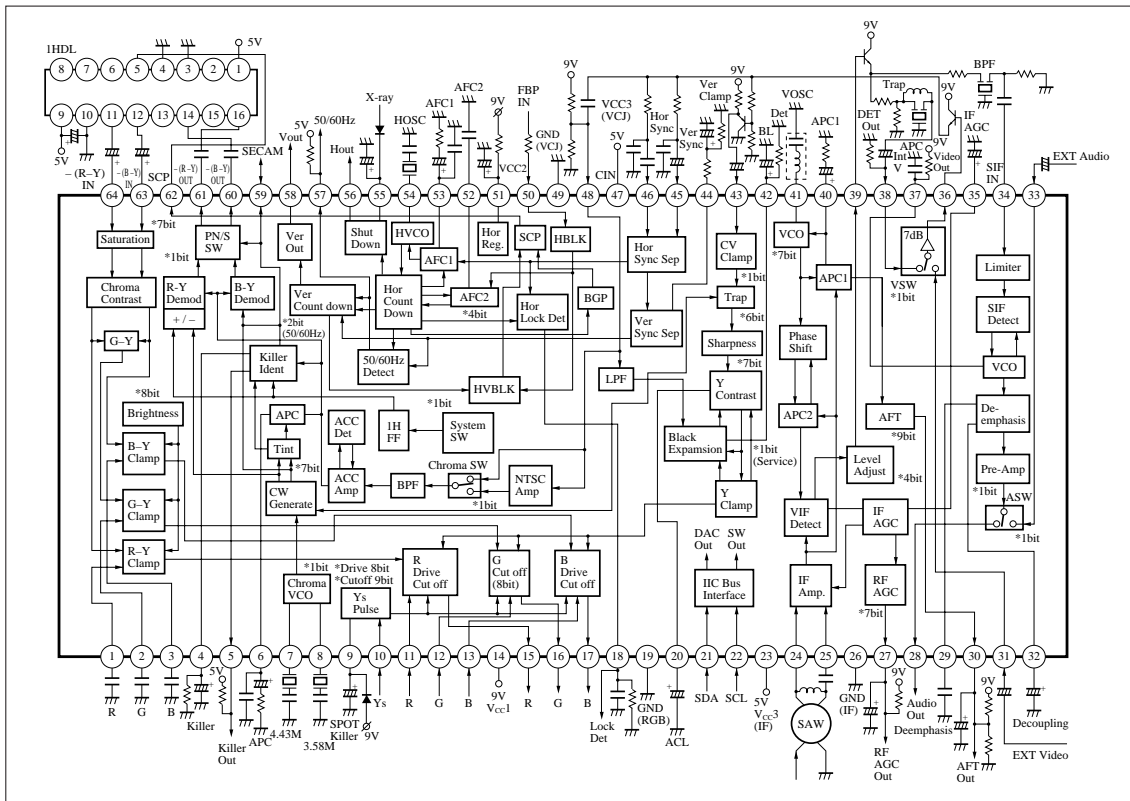 1HDL
5V
8 7 6 5 4 3 2 1
9 10 11 12 13 14 15 16
5V
– (R–Y) IN
– (B–Y) IN
SCP
– (R–Y) OUT
– (B–Y) OUT
SECAM
Vout
5V
50/60Hz
Hout
X-ray
HOSC
AFC1
AFC2
9V
VCC2
FBP IN
GND (VCJ)
9V
VCC3 (VCJ)
5V
CIN
Hor Sync
Ver Sync
Ver Clamp
9V
BL Det
VOSC
APC1
9V
DET Out
Int V
APC
Trap
Video Out
9V
IF AGC
BPF
SIF IN
EXT Audio
64 63 62 61 60 59 58 57 56 55 54 53 52 51 50 49 48 47 46 45 44 43 42 41 40 39 38 37 36 35 34 33
Saturation
*7bit
PN/S SW
*1bit
Ver Out
Shut Down
HVCO
AFC1
Hor Reg.
SCP
HBLK
Hor Sync Sep
CV Clamp
*1bit
VCO
*7bit
APC1
7dB
VSW
*1bit
Limiter
Chroma Contrast
R-Y Demod
+ / –
B-Y Demod
*2bit
(50/60Hz)
Ver Count down
Hor Count Down
AFC2
*4bit
Hor Lock Det
BGP
Ver Sync Sep
Trap
*6bit
Phase Shift
SIF Detect
G–Y
Killer Ident
50/60Hz Detect
HVBLK
LPF
Sharpness
*7bit
Y Contrast
APC2
AFT
*9bit
VCO
De-emphasis
*8bit
Brightness
APC
ACC Det
1H FF
*1bit
System SW
Black Expansion
*1bit
(Service)
Level Adjust
*4bit
Pre-Amp
*1bit
B–Y Clamp
Tint
*7bit
ACC Amp
BPF
Chroma SW
*1bit
NTSC Amp
Y Clamp
VIF Detect
IF AGC
ASW
*1bit
G–Y Clamp
CW Generate
R–Y Clamp
*1bit
Chroma VCO
*Drive 8bit
*Cutoff 9bit
Ys Pulse
R Drive Cut off
G Cut off (8bit)
B Drive Cut off
DAC Out
SW Out
IIC Bus Interface
IF Amp.
RF AGC
*7bit
1 2 3 4 5 6 7 8 9 10 11 12 13 14 15 16 17 18 19 20 21 22 23 24 25 26 27 28 29 30 31 32
R
G
B
Killer
5V
Killer Out
APC
4.43M
3.58M
SPOT Killer
9V
Ys
R
G
B
9V
VCC1
R
G
B
Lock Det
GND (RGB)
ACL
SDA
SCL
5V
VCC3 (IF)
SAW
GND (IF)
9V
RF AGC Out
Audio Out
Deemphasis
9V
AFT Out
EXT Video
Decoupling